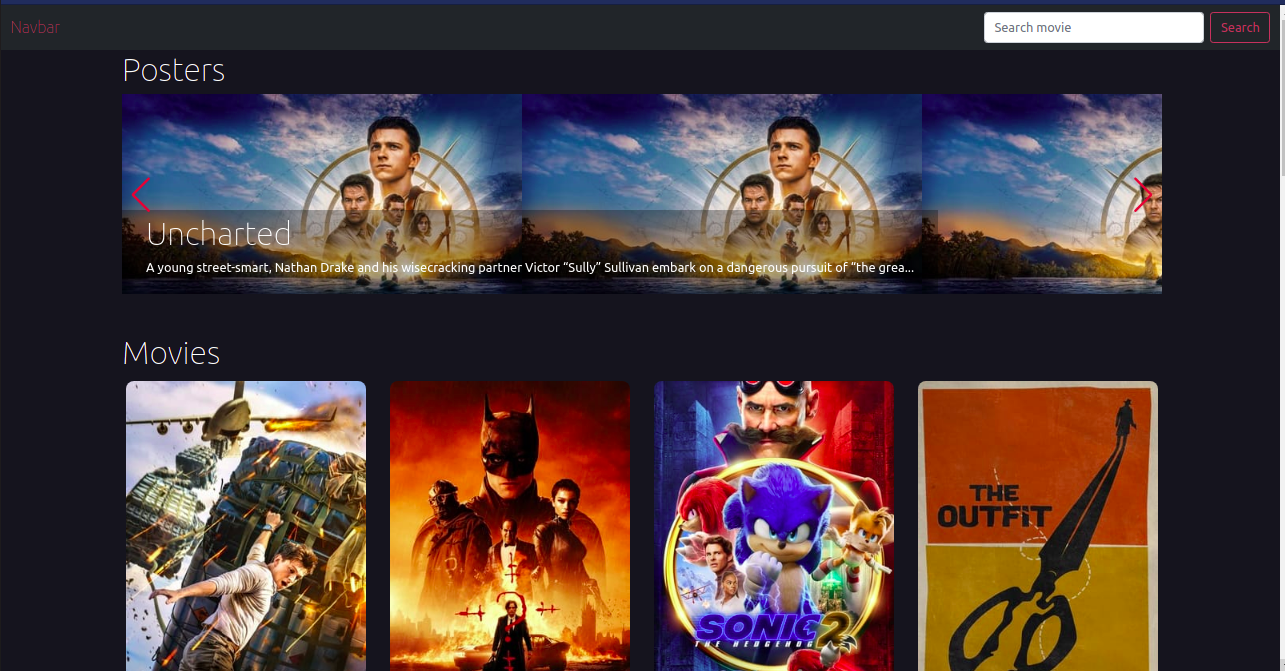 Navbar
Search movie
Search
Posters
Uncharted
A young street-smart, Nathan Drake and his wisecracking partner Victor “Sully” Sullivan embark on a dangerous pursuit of “the grea...
Movies
SONIC 2
THE HEDGEHOG
THE
OUTFIT